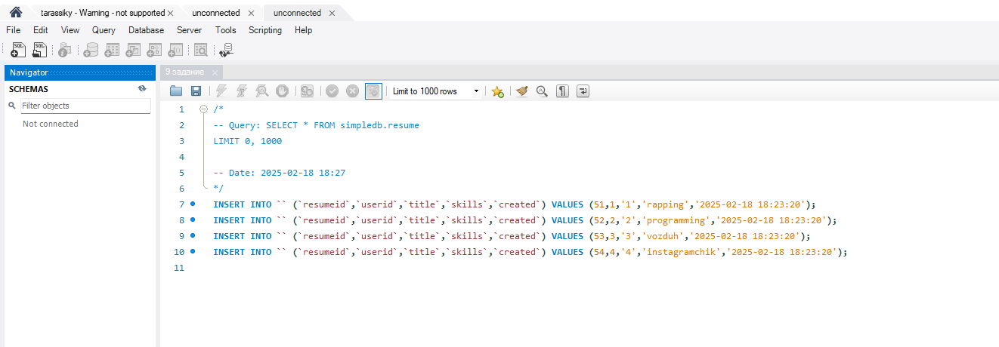 tarassiky - Warning - not supported
unconnected
unconnected
File Edit View Query Database Server Tools Scripting Help
Navigator
SCHEMAS
Filter objects
Not connected
9 задание
Limit to 1000 rows
1 /*
2 -- Query: SELECT * FROM simpledb.resume
3 LIMIT 0, 1000
4
5 -- Date: 2025-02-18 18:27
6 */
7 INSERT INTO `` (`resumeid`,`userid`,`title`,`skills`,`created`) VALUES (51,1,'1','rapping','2025-02-18 18:23:20');
8 INSERT INTO `` (`resumeid`,`userid`,`title`,`skills`,`created`) VALUES (52,2,'2','programming','2025-02-18 18:23:20');
9 INSERT INTO `` (`resumeid`,`userid`,`title`,`skills`,`created`) VALUES (53,3,'3','vozduh','2025-02-18 18:23:20');
10 INSERT INTO `` (`resumeid`,`userid`,`title`,`skills`,`created`) VALUES (54,4,'4','instagramchik','2025-02-18 18:23:20');
11